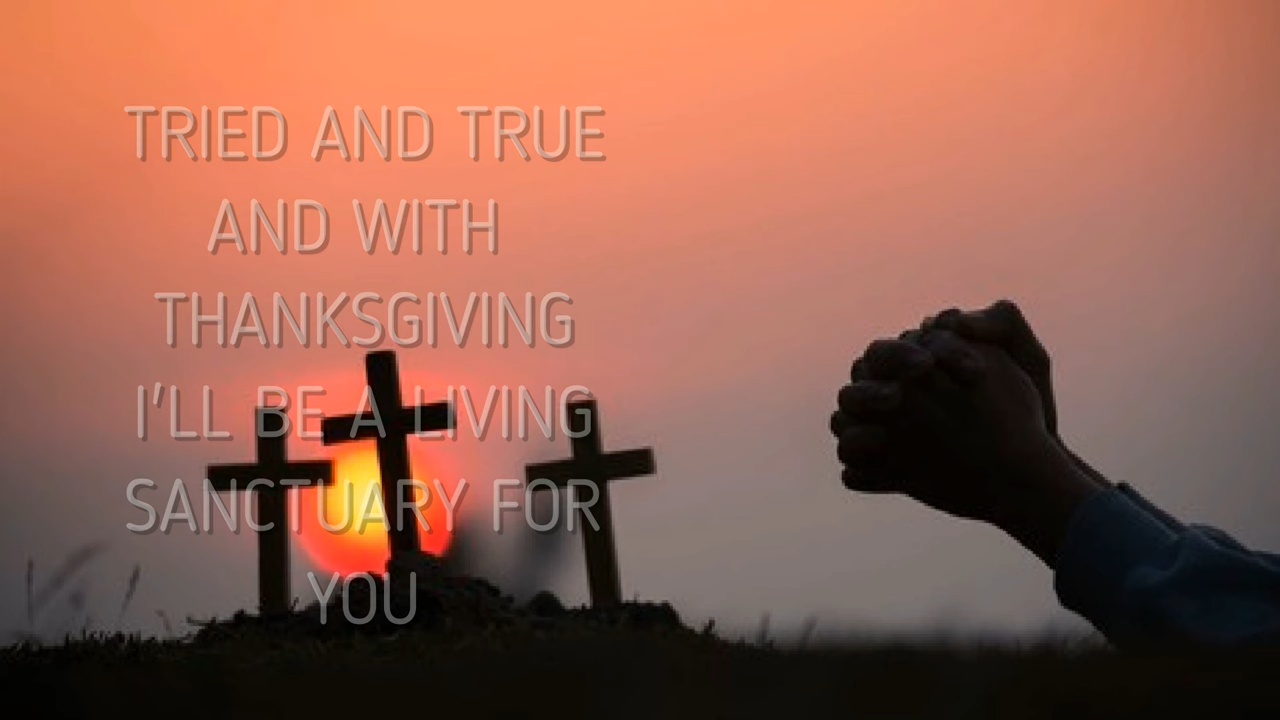 TRIED AND TRUE
AND WITH
THANKSGIVING
I'LL BE A LIVING
SANCTUARY FOR
YOU